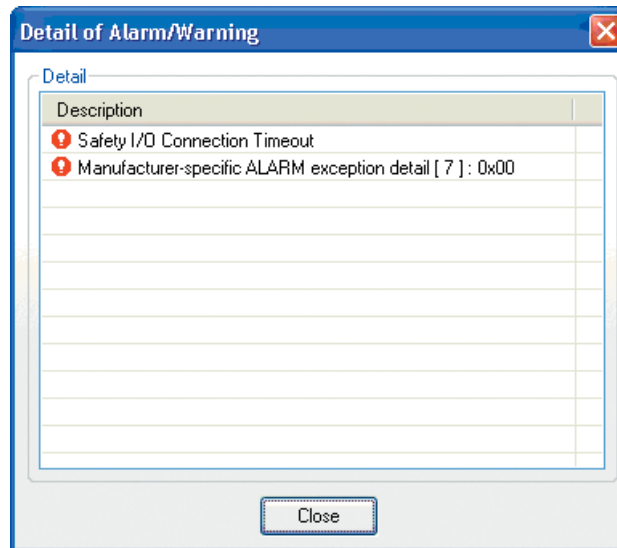 Detail of Alarm/Warning
Detail
Description
Safety I/O Connection Timeout
Manufacturer-specific ALARM exception detail [ 7 ] : 0x00
Close